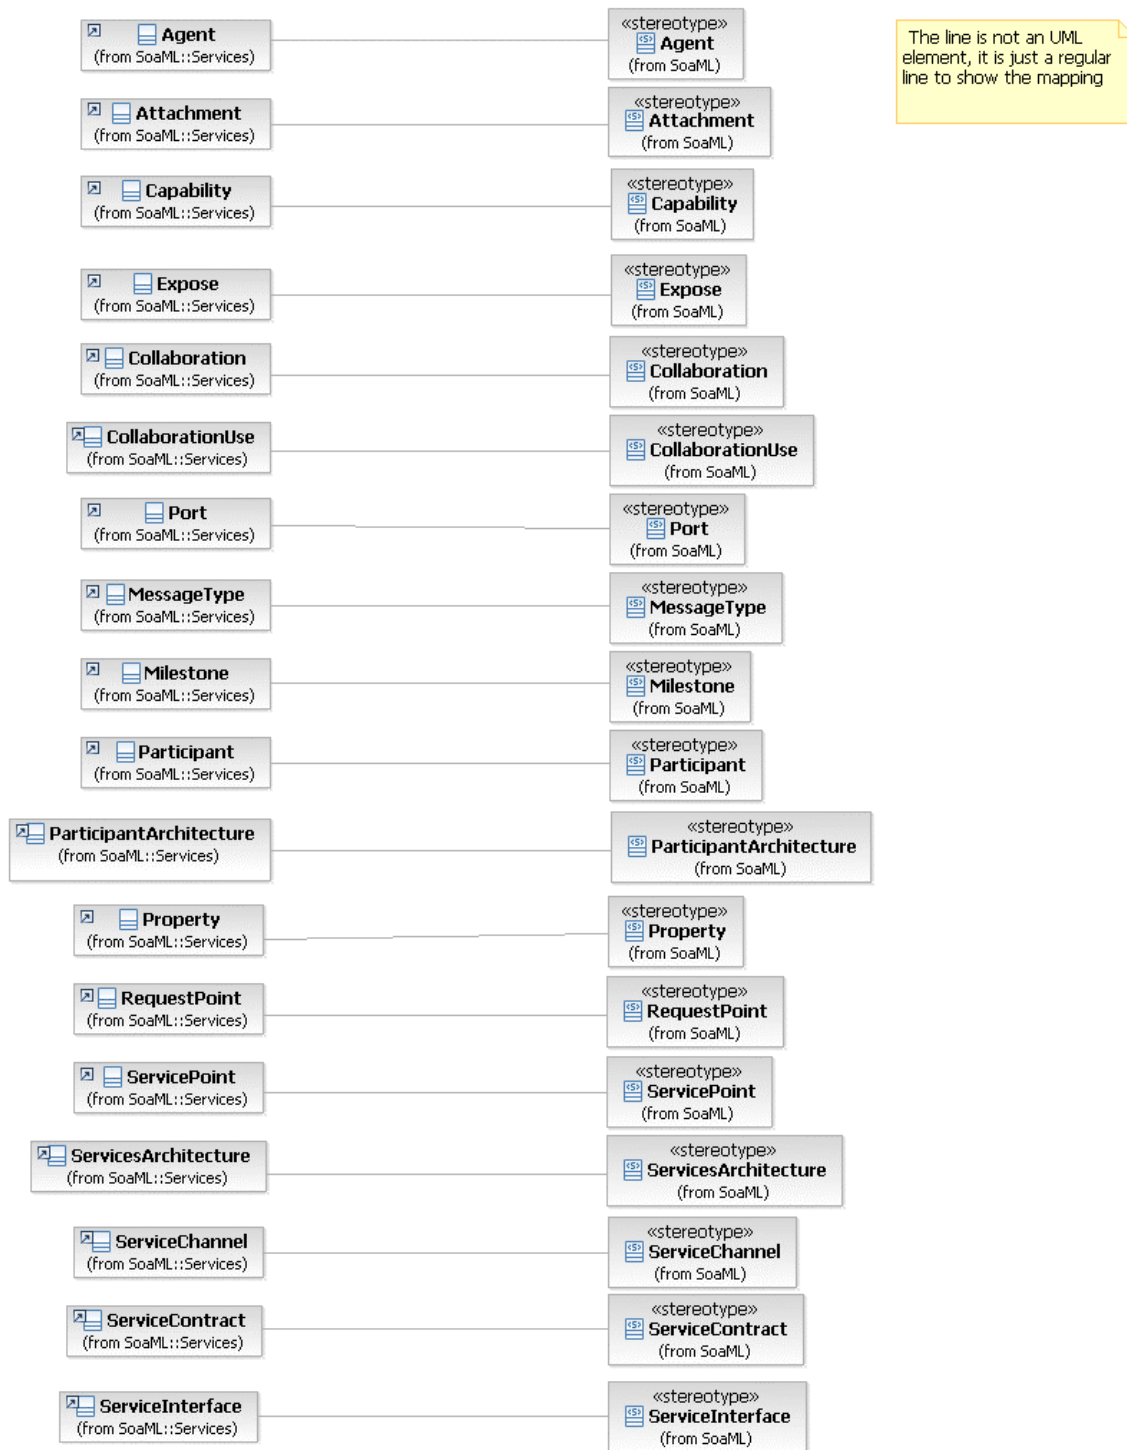 Agent
(from SoaML::Services)
«stereotype»
Agent
(from SoaML)
The line is not an UML
element, it is just a regular
line to show the mapping
Attachment
(from SoaML::Services)
«stereotype»
Attachment
(from SoaML)
Capability
(from SoaML::Services)
«stereotype»
Capability
(from SoaML)
Expose
(from SoaML::Services)
«stereotype»
Expose
(from SoaML)
Collaboration
(from SoaML::Services)
«stereotype»
Collaboration
(from SoaML)
CollaborationUse
(from SoaML::Services)
«stereotype»
CollaborationUse
(from SoaML)
Port
(from SoaML::Services)
«stereotype»
Port
(from SoaML)
MessageType
(from SoaML::Services)
«stereotype»
MessageType
(from SoaML)
Milestone
(from SoaML::Services)
«stereotype»
Milestone
(from SoaML)
Participant
(from SoaML::Services)
«stereotype»
Participant
(from SoaML)
ParticipantArchitecture
(from SoaML::Services)
«stereotype»
ParticipantArchitecture
(from SoaML)
Property
(from SoaML::Services)
«stereotype»
Property
(from SoaML)
RequestPoint
(from SoaML::Services)
«stereotype»
RequestPoint
(from SoaML)
ServicePoint
(from SoaML::Services)
«stereotype»
ServicePoint
(from SoaML)
ServicesArchitecture
(from SoaML::Services)
«stereotype»
ServicesArchitecture
(from SoaML)
ServiceChannel
(from SoaML::Services)
«stereotype»
ServiceChannel
(from SoaML)
ServiceContract
(from SoaML::Services)
«stereotype»
ServiceContract
(from SoaML)
ServiceInterface
(from SoaML::Services)
«stereotype»
ServiceInterface
(from SoaML)